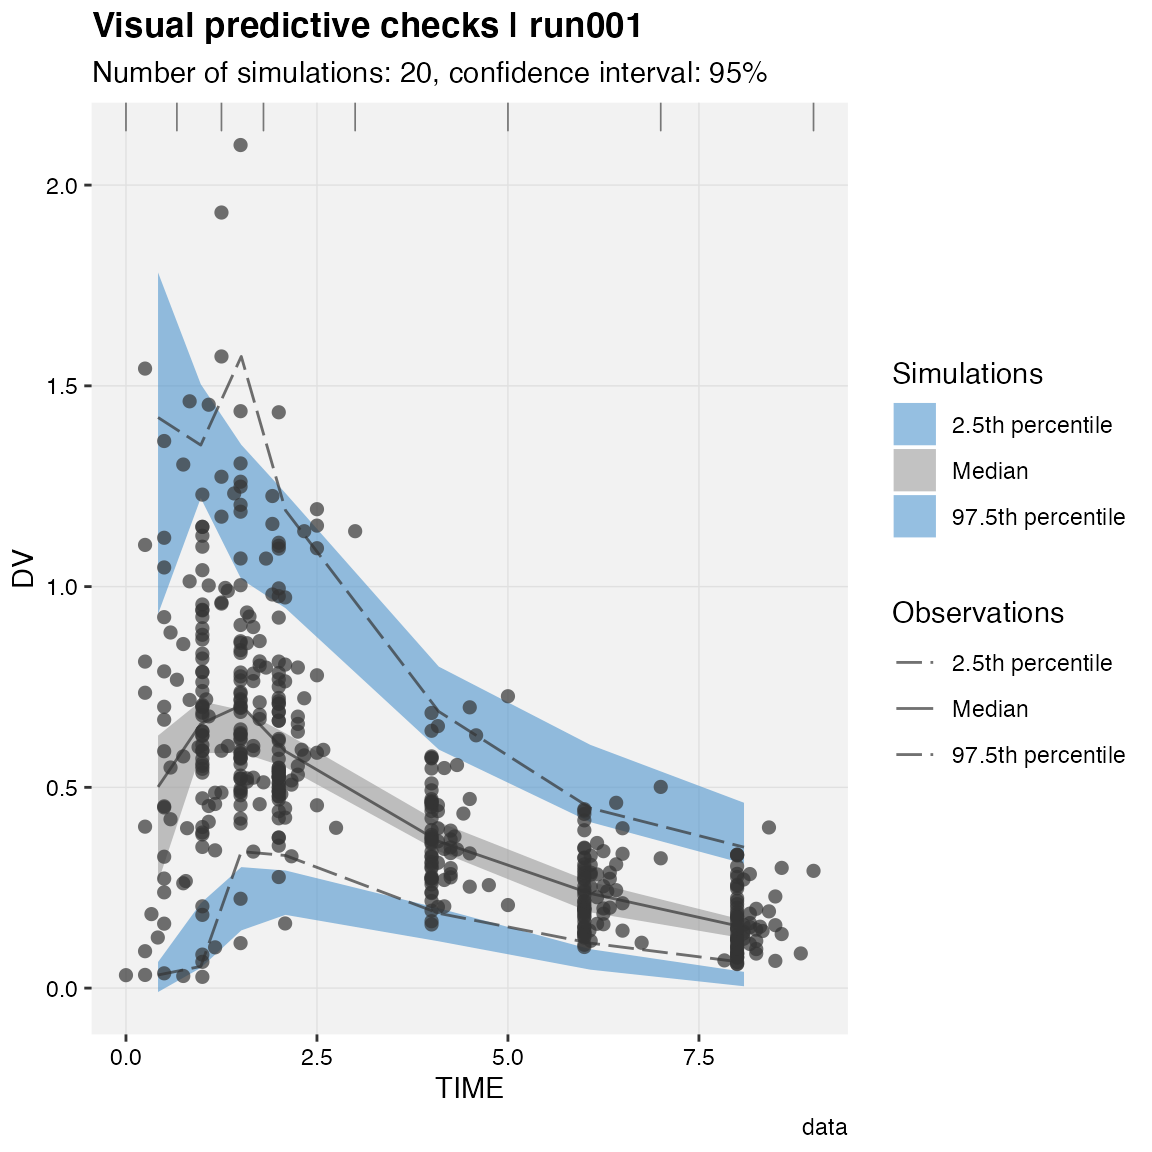 Visual predictive checks | run001
Number of simulations: 20, confidence interval: 95%
2.0
1.5
1.0
0.5
0.0
DV
0.0
2.5
5.0
7.5
TIME
data
Simulations
2.5th percentile
Median
97.5th percentile
Observations
2.5th percentile
Median
97.5th percentile